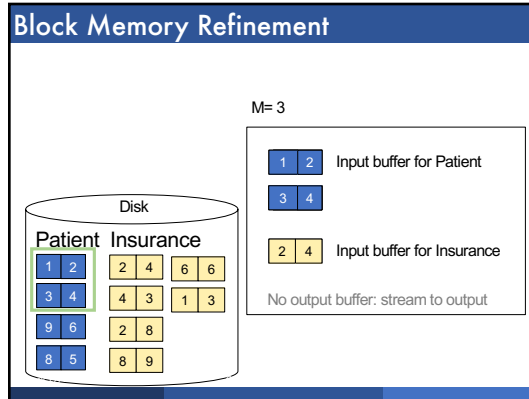 Block Memory Refinement
M= 3
1 2 Input buffer for Patient
3 4
2 4 Input buffer for Insurance
No output buffer: stream to output
Disk
Patient Insurance
1 2 2 4 6 6
3 4 4 3 1 3
9 6 2 8
8 5 8 9